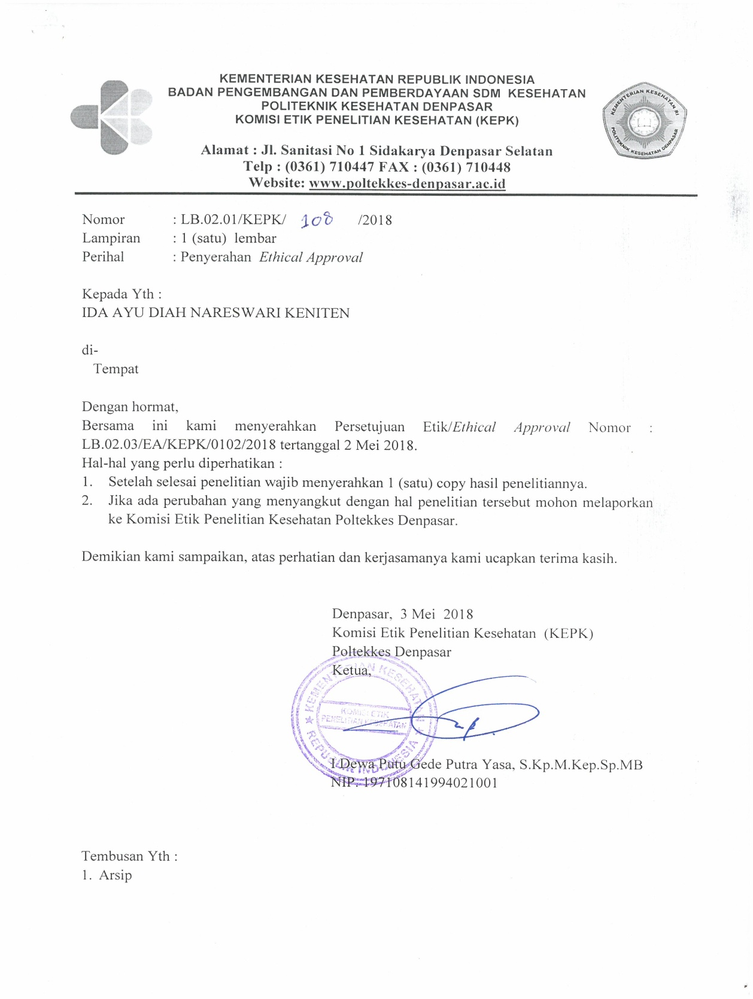 KEMENTERIAN KESEHATAN REPUBLIK INDONESIA
BADAN PENGEMBANGAN DAN PEMBERDAYAAN SDM KESEHATAN
POLITEKNIK KESEHATAN DENPASAR
KOMISI ETIK PENELITIAN KESEHATAN (KEPK)
Alamat : Jl. Sanitasi No 1 Sidakarya Denpasar Selatan
Telp : (0361) 710447 FAX : (0361) 710448
Website: www.poltekkes-denpasar.ac.id
KEMENTERIAN KESEHATAN RI
POLITEKNIK KESEHATAN DENPASAR
Nomor : LB.02.01/KEPK/ 108 /2018
Lampiran : 1 (satu) lembar
Perihal : Penyerahan Ethical Approval
Kepada Yth :
IDA AYU DIAH NARESWARI KENITEN
di-
Tempat
Dengan hormat,
Bersama ini kami menyerahkan Persetujuan Etik/Ethical Approval Nomor :
LB.02.03/EA/KEPK/0102/2018 tertanggal 2 Mei 2018.
Hal-hal yang perlu diperhatikan :
1. Setelah selesai penelitian wajib menyerahkan 1 (satu) copy hasil penelitiannya.
2. Jika ada perubahan yang menyangkut dengan hal penelitian tersebut mohon melaporkan
ke Komisi Etik Penelitian Kesehatan Poltekkes Denpasar.
Demikian kami sampaikan, atas perhatian dan kerjasamanya kami ucapkan terima kasih.
Denpasar, 3 Mei 2018
Komisi Etik Penelitian Kesehatan (KEPK)
Poltekkes Denpasar
Ketua,
KEMENTERIAN KESEHATAN
KOMISI ETIK
PENELITIAN KESEHATAN
REPUBLIK INDONESIA
I Dewa Putu Gede Putra Yasa, S.Kp.M.Kep.Sp.MB
NIP. 197108141994021001
Tembusan Yth :
1. Arsip